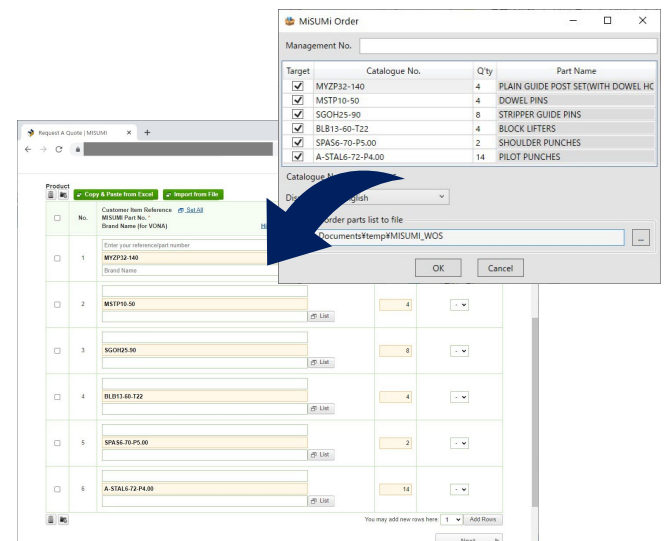 MiSUMi Order
Management No.
Target Catalogue No. Q'ty Part Name
MYZP32-140 4 PLAIN GUIDE POST SET(WITH DOWEL HO
MSTP10-50 4 DOWEL PINS
SGOH25-90 8 STRIPPER GUIDE PINS
BLB13-60-T22 4 BLOCK LIFTERS
SPAS6-70-P5.00 2 SHOULDER PUNCHES
A-STAL6-72-P4.00 14 PILOT PUNCHES
order parts list to file
Documents¥temp¥MISUMI_WOS
...
OK Cancel
Request A Quote | MISUMI
Product
Copy & Paste from Excel Import from File
No. Customer Item Reference Set All
MISUMI Part No. *
Brand Name (for VONA)
Enter your reference/part number
1 MYZP32-140
Brand Name
2 MSTP10-50 4 -
List
3 SGOH25-90 8 -
List
4 BLB13-60-T22 4 -
List
5 SPAS6-70-P5.00 2 -
List
6 A-STAL6-72-P4.00 14 -
List
You may add new rows here: 1 Add Rows